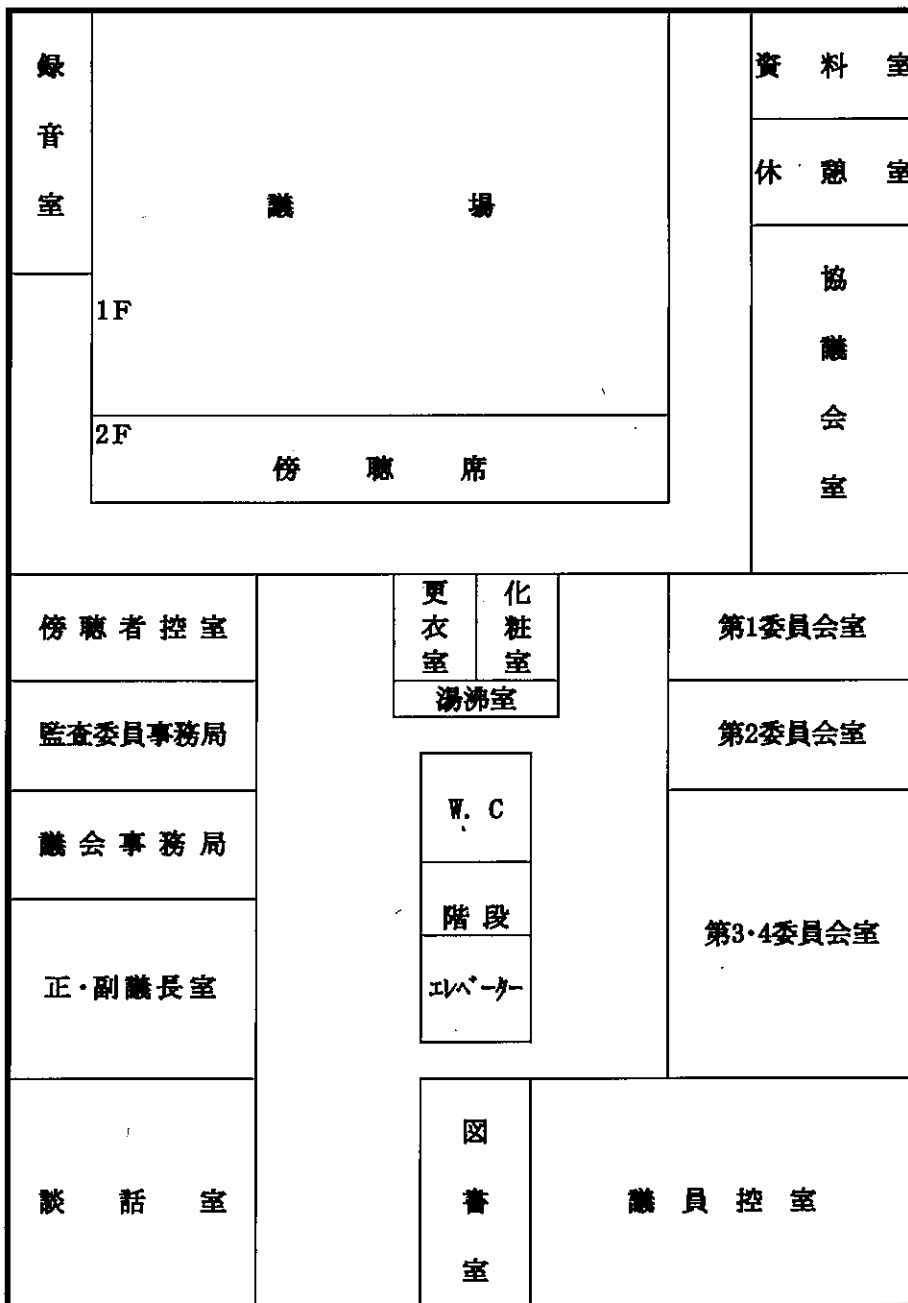 録音室
議場
1F
2F
傍聴席
資料室
休憩室
協議会室
傍聴者控室
監査委員事務局
議会事務局
正・副議長室
談話室
更衣室
化粧室
湯沸室
W.C
階段
エレベーター
図書室
第1委員会室
第2委員会室
第3・4委員会室
議員控室